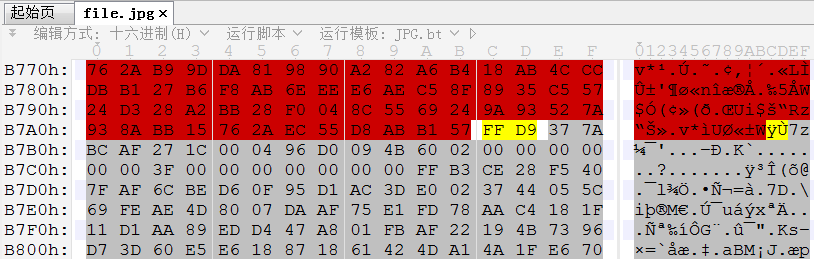 起始页 file.jpg ×
编辑方式: 十六进制(H) 运行脚本 运行模板: JPG.bt
0 1 2 3 4 5 6 7 8 9 A B C D E F 0123456789ABCDEF
B770h: 76 2A B9 9D DA 81 98 90 A2 82 A6 B4 18 AB 4C CC v*¹.Ú.˜.¢‚¦´.«LÌ
B780h: DB B1 27 B6 F8 AB 6E EE E6 AE C5 8F 89 35 C5 57 Û±'¶ø«nîæ®Å.‰5ÅW
B790h: 24 D3 28 A2 BB 28 F0 04 8C 55 69 24 9A 93 52 7A $Ó(¢»(ð.ŒUi$š“Rz
B7A0h: 93 8A BB 15 76 2A EC 55 D8 AB B1 57 FF D9 37 7A “Š».v*ìUØ«±WÿÙ7z
B7B0h: BC AF 27 1C 00 04 96 D0 09 4B 60 02 00 00 00 00 ¼¯'...–Ð.K`.....
B7C0h: 00 00 3F 00 00 00 00 00 00 00 FF B3 CE 28 F5 40 ..?.......ÿ³Î(õ@
B7D0h: 7F AF 6C BE D6 0F 95 D1 AC 3D E0 02 37 44 05 5C .¯l¾Ö.•Ñ¬=à.7D.\
B7E0h: 69 FE AE 4D 80 07 DA AF 75 E1 FD 78 AA C4 18 1F iþ®M€.Ú¯uáýxªÄ..
B7F0h: 11 D1 AA 89 ED D4 47 A8 01 FB AF 22 19 4B 73 96 .Ñª‰íÔG¨.û¯".Ks–
B800h: D7 3D 60 E5 E6 18 87 18 61 42 4D A1 4A 1F E6 70 ×=`åæ.‡.aBM¡J.æp